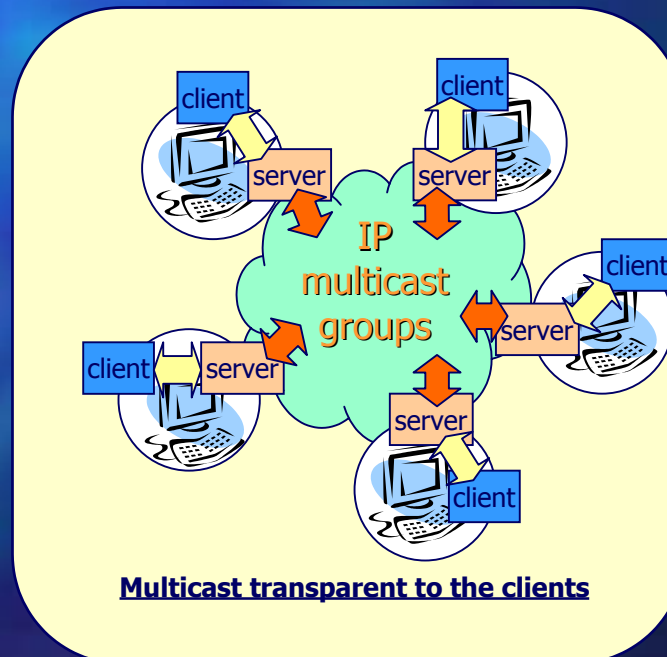 client
client
server
server
IP
multicast
groups
client
server
client
server
server
client
Multicast transparent to the clients